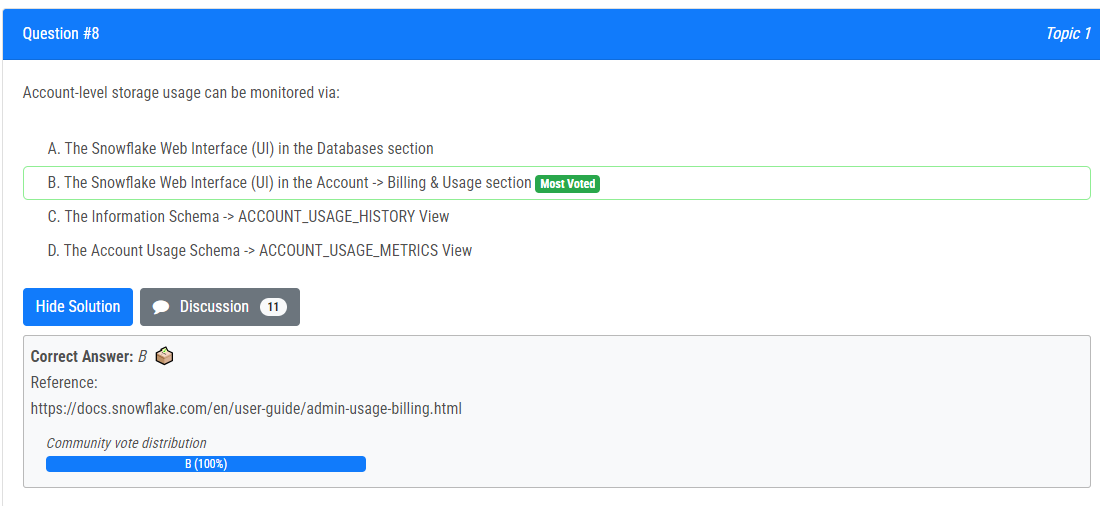 Question #8
Topic 1
Account-level storage usage can be monitored via:
A. The Snowflake Web Interface (UI) in the Databases section
B. The Snowflake Web Interface (UI) in the Account -> Billing & Usage section Most Voted
C. The Information Schema -> ACCOUNT_USAGE_HISTORY View
D. The Account Usage Schema -> ACCOUNT_USAGE_METRICS View
Hide Solution
Discussion 11
Correct Answer: B
Reference:
https://docs.snowflake.com/en/user-guide/admin-usage-billing.html
Community vote distribution
B (100%)